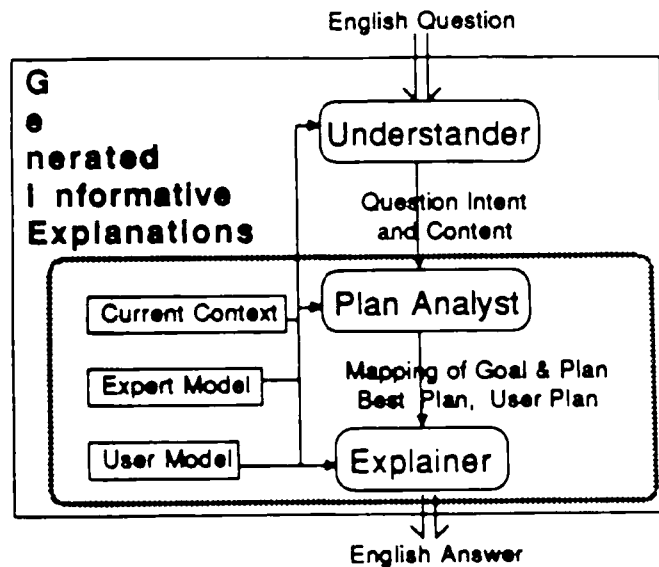 English Question
G
e
nerated
I nformative
Explanations
Understander
Question Intent
and Content
Plan Analyst
Current Context
Mapping of Goal & Plan
Best Plan, User Plan
Expert Model
User Model
Explainer
English Answer